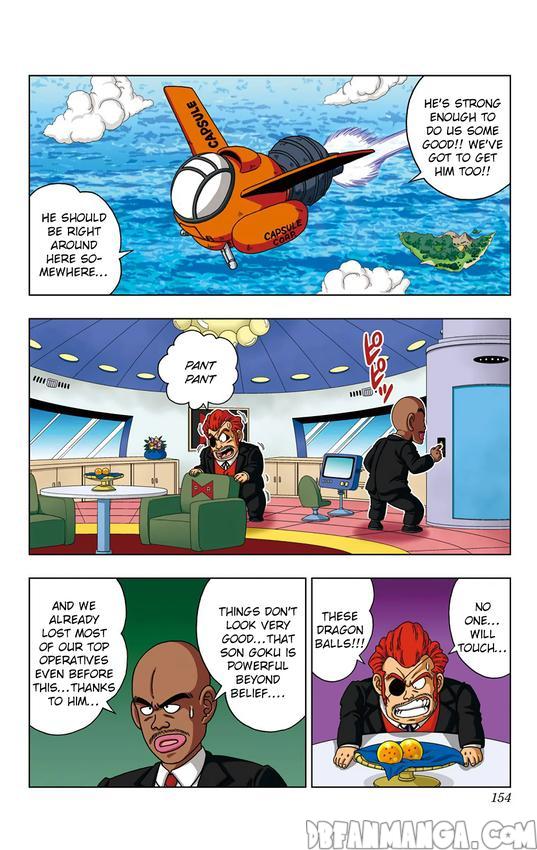 HE'S STRONG
ENOUGH TO
DO US SOME
GOOD!! WE'VE
GOT TO GET
HIM TOO!!
CAPSULE
CAPSULE
CORP.
HE SHOULD
BE RIGHT
AROUND
HERE SO-
MEWHERE...
PANT
PANT
ピピッ
NO
ONE...
WILL
TOUCH...
THESE
DRAGON
BALLS!!!
THINGS DON'T
LOOK VERY
GOOD...THAT
SON GOKU IS
POWERFUL
BEYOND
BELIEF....
AND WE
ALREADY
LOST MOST
OF OUR TOP
OPERATIVES
EVEN BEFORE
THIS...THANKS
TO HIM...
154
DBFANMANGA.COM